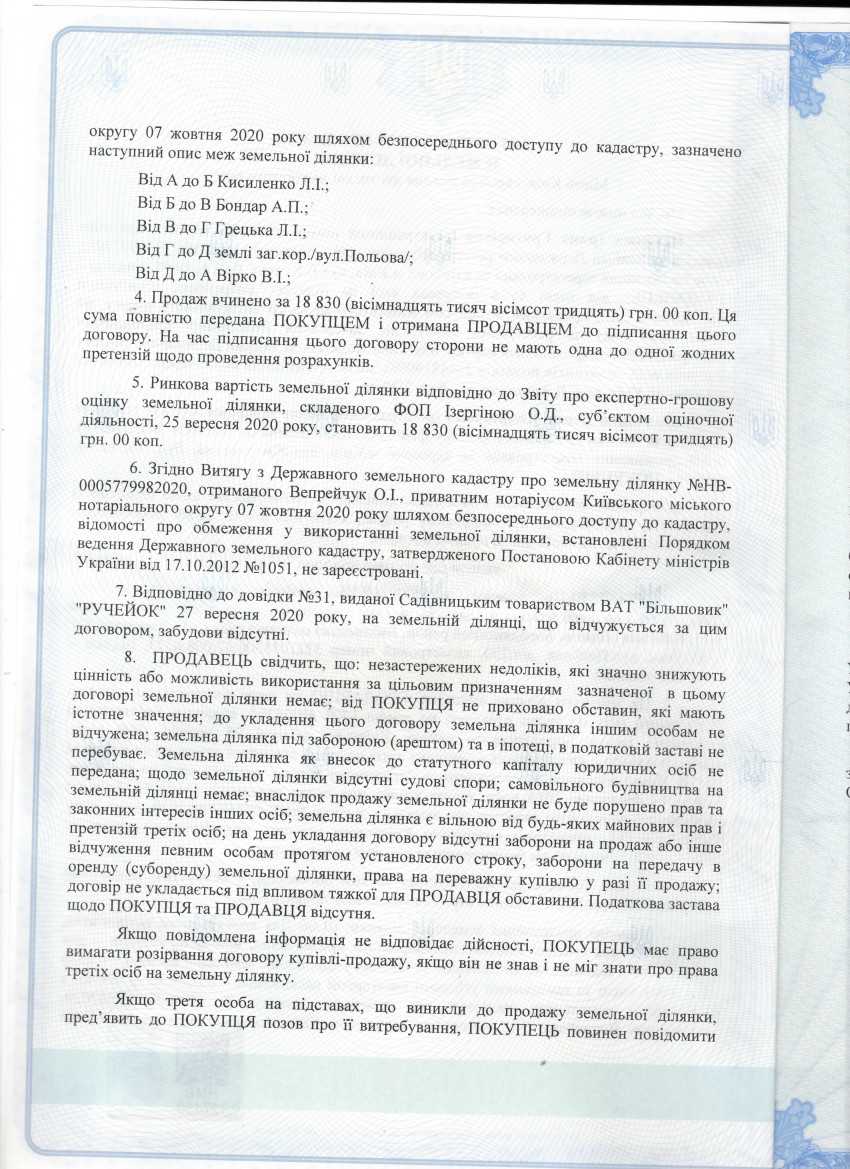 округу 07 жовтня 2020 року шляхом безпосереднього доступу до кадастру, зазначено
наступний опис меж земельної ділянки:
Від А до Б Кисиленко Л.І.;
Від Б до В Бондар А.П.;
Від В до Г Грецька Л.І.;
Від Г до Д землі заг.кор./вул.Польова/;
Від Д до А Вірко В.І.;
4. Продаж вчинено за 18 830 (вісімнадцять тисяч вісімсот тридцять) грн. 00 коп. Ця
сума повністю передана ПОКУПЦЕМ і отримана ПРОДАВЦЕМ до підписання цього
договору. На час підписання цього договору сторони не мають одна до одної жодних
претензій щодо проведення розрахунків.
5. Ринкова вартість земельної ділянки відповідно до Звіту про експертно-грошову
оцінку земельної ділянки, складеного ФОП Ізергіною О.Д., суб’єктом оціночної
діяльності, 25 вересня 2020 року, становить 18 830 (вісімнадцять тисяч вісімсот тридцять)
грн. 00 коп.
6. Згідно Витягу з Державного земельного кадастру про земельну ділянку №НВ-
0005779982020, отриманого Вепрейчук О.І., приватним нотаріусом Київського міського
нотаріального округу 07 жовтня 2020 року шляхом безпосереднього доступу до кадастру,
відомості про обмеження у використанні земельної ділянки, встановлені Порядком
ведення Державного земельного кадастру, затвердженого Постановою Кабінету міністрів
України від 17.10.2012 №1051, не зареєстровані.
7. Відповідно до довідки №31, виданої Садівницьким товариством ВАТ "Більшовик"
"РУЧЕЙОК" 27 вересня 2020 року, на земельній ділянці, що відчужується за цим
договором, забудови відсутні.
8. ПРОДАВЕЦЬ свідчить, що: незастережених недоліків, які значно знижують
цінність або можливість використання за цільовим призначенням зазначеної в цьому
договорі земельної ділянки немає; від ПОКУПЦЯ не приховано обставин, які мають
істотне значення; до укладення цього договору земельна ділянка іншим особам не
відчужена; земельна ділянка під забороною (арештом) та в іпотеці, в податковій заставі не
перебуває. Земельна ділянка як внесок до статутного капіталу юридичних осіб не
передана; щодо земельної ділянки відсутні судові спори; самовільного будівництва на
земельній ділянці немає; внаслідок продажу земельної ділянки не буде порушено прав та
законних інтересів інших осіб; земельна ділянка є вільною від будь-яких майнових прав і
претензій третіх осіб; на день укладання договору відсутні заборони на продаж або інше
відчуження певним особам протягом установленого строку, заборони на передачу в
оренду (суборенду) земельної ділянки, права на переважну купівлю у разі її продажу;
договір не укладається під впливом тяжкої для ПРОДАВЦЯ обставини. Податкова застава
щодо ПОКУПЦЯ та ПРОДАВЦЯ відсутня.
Якщо повідомлена інформація не відповідає дійсності, ПОКУПЕЦЬ має право
вимагати розірвання договору купівлі-продажу, якщо він не знав і не міг знати про права
третіх осіб на земельну ділянку.
Якщо третя особа на підставах, що виникли до продажу земельної ділянки,
пред’явить до ПОКУПЦЯ позов про її витребування, ПОКУПЕЦЬ повинен повідомити